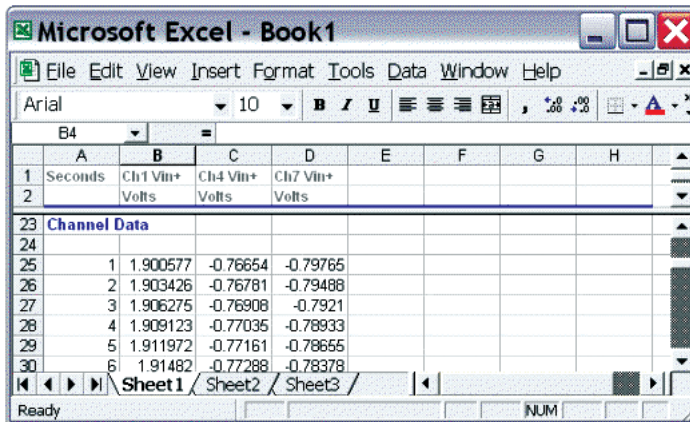 Microsoft Excel - Book1
File Edit View Insert Format Tools Data Window Help
Arial 10 B I U , .00 .00 A
B4 =
A B C D E F G H
1 Seconds Ch1 Vin+ Ch4 Vin+ Ch7 Vin+
2 Volts Volts Volts
23 Channel Data
24
25 1 1.900577 -0.76654 -0.79765
26 2 1.903426 -0.76781 -0.79488
27 3 1.906275 -0.76908 -0.7921
28 4 1.909123 -0.77035 -0.78933
29 5 1.911972 -0.77161 -0.78655
30 6 1.91482 -0.77288 -0.78378
Sheet1 Sheet2 Sheet3
Ready NUM